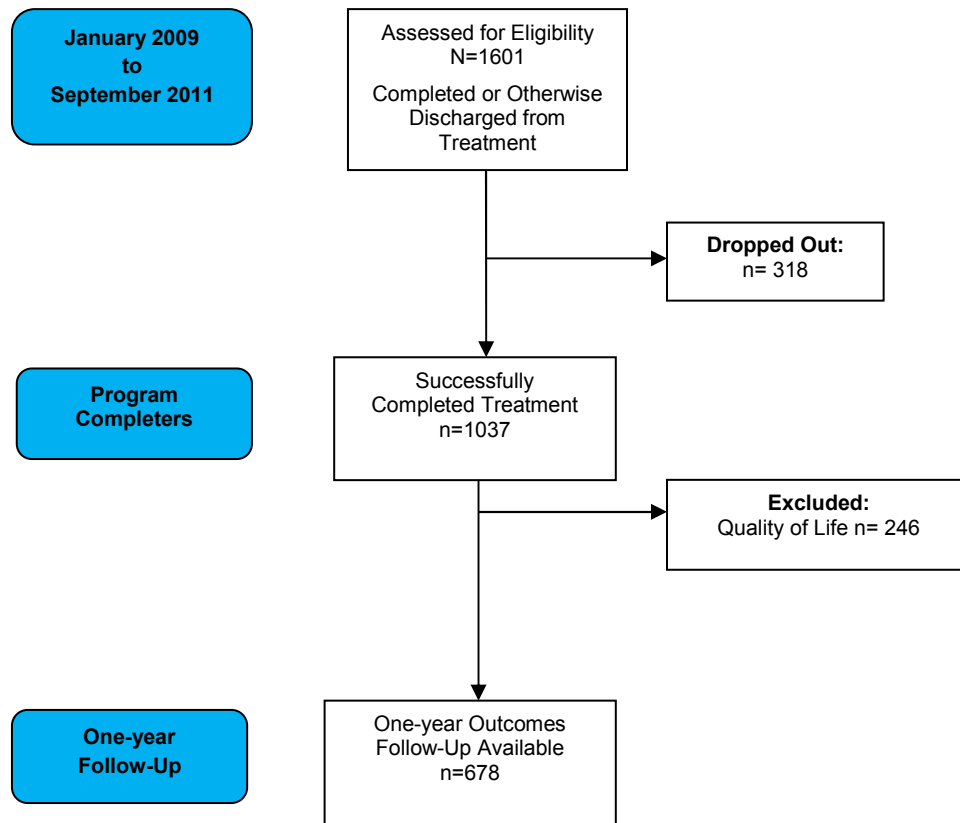 January 2009
to
September 2011
Assessed for Eligibility
N=1601
Completed or Otherwise
Discharged from
Treatment
Dropped Out:
n= 318
Program
Completers
Successfully
Completed Treatment
n=1037
Excluded:
Quality of Life n= 246
One-year
Follow-Up
One-year Outcomes
Follow-Up Available
n=678